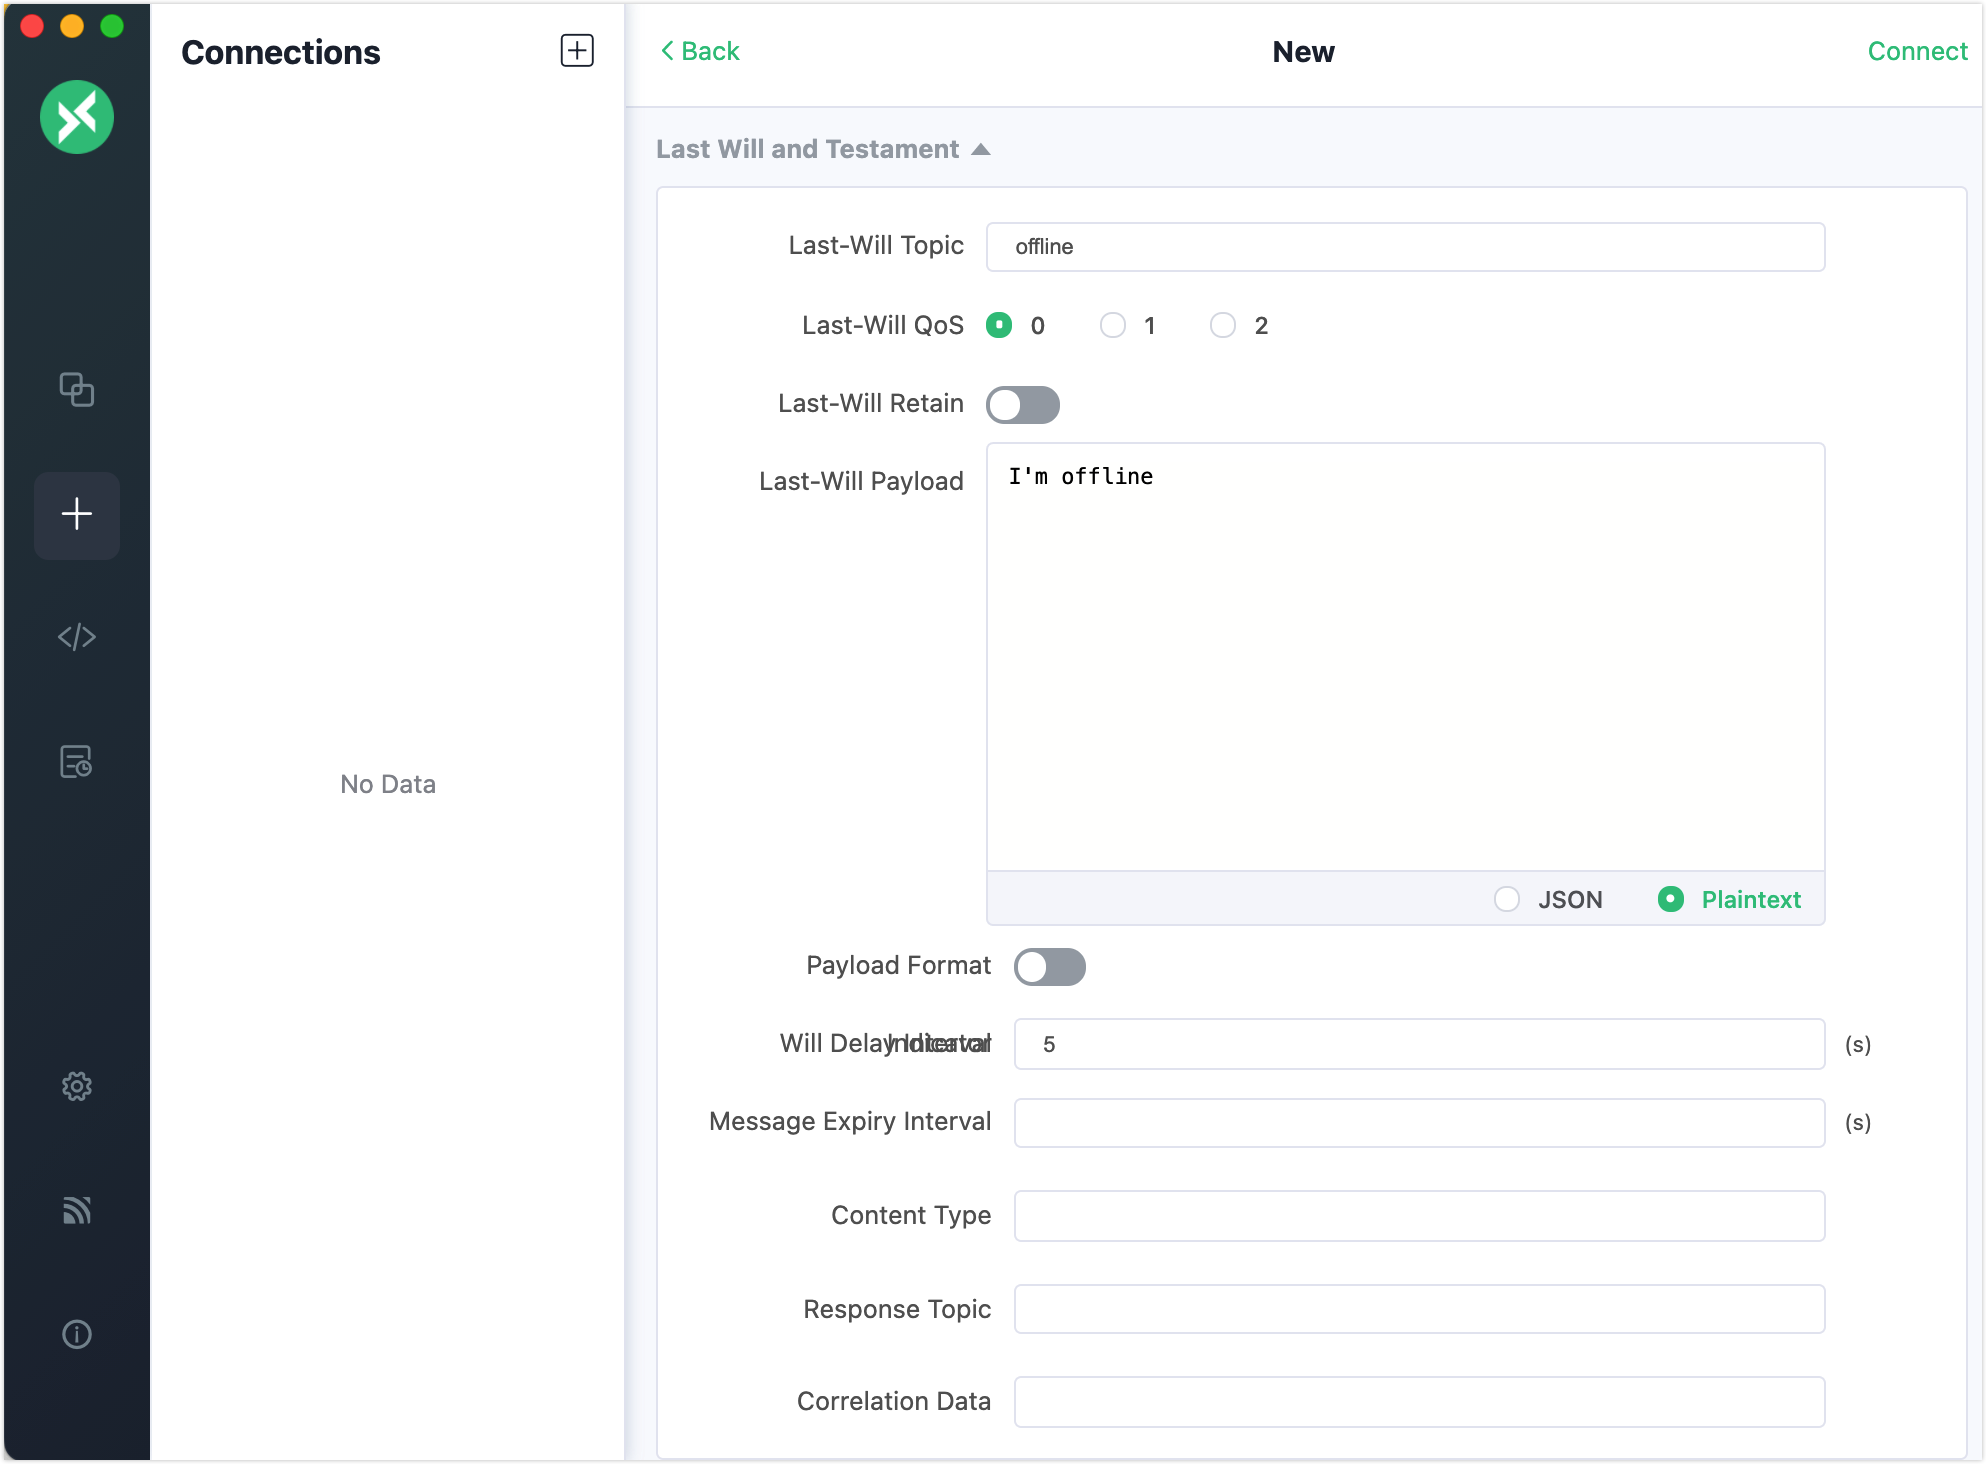 Connections
Back
New
Connect
Last Will and Testament
Last-Will Topic
offline
Last-Will QoS
0
1
2
Last-Will Retain
Last-Will Payload
I'm offline
JSON
Plaintext
Payload Format
Indicator
Will Delay Interval
5
(s)
Message Expiry Interval
(s)
Content Type
Response Topic
Correlation Data
No Data